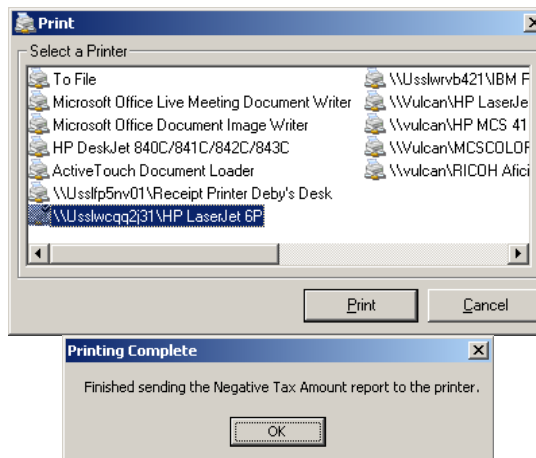 Print
Select a Printer
To File
Microsoft Office Live Meeting Document Writer
Microsoft Office Document Image Writer
HP DeskJet 840C/841C/842C/843C
ActiveTouch Document Loader
\\Usslfp5nv01\Receipt Printer Deby's Desk
\\Usslwcqq2j31\HP LaserJet 6P
\\Usslwrvb421\IBM F
\\Vulcan\HP LaserJe
\\Vulcan\HP MCS 41
\\vulcan\MCSCOLOF
\\vulcan\RICOH Afici
Print
Cancel
Printing Complete
Finished sending the Negative Tax Amount report to the printer.
OK